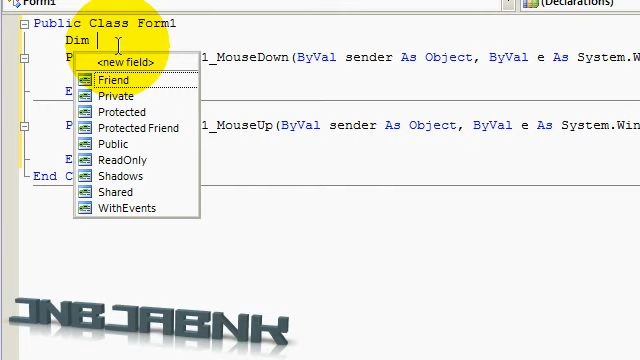 Form1
(Declarations)
Public Class Form1
Dim
<new field>
Friend
Private
Protected
Protected Friend
Public
ReadOnly
Shadows
Shared
WithEvents
P 1_MouseDown(ByVal sender As Object, ByVal e As System.W
E
P 1_MouseUp(ByVal sender As Object, ByVal e As System.Win
E
End C
JNBJABNK